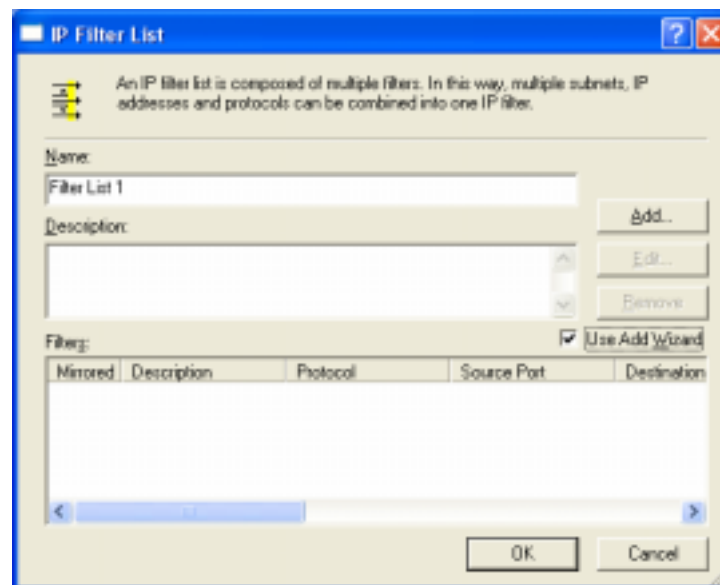 IP Filter List
An IP filter list is composed of multiple filters. In this way, multiple subnets, IP
addresses and protocols can be combined into one IP filter.
Name:
Filter List 1
Add...
Description:
Edit...
Remove
Filters:
Use Add Wizard
Mirrored Description Protocol Source Port Destination
OK Cancel